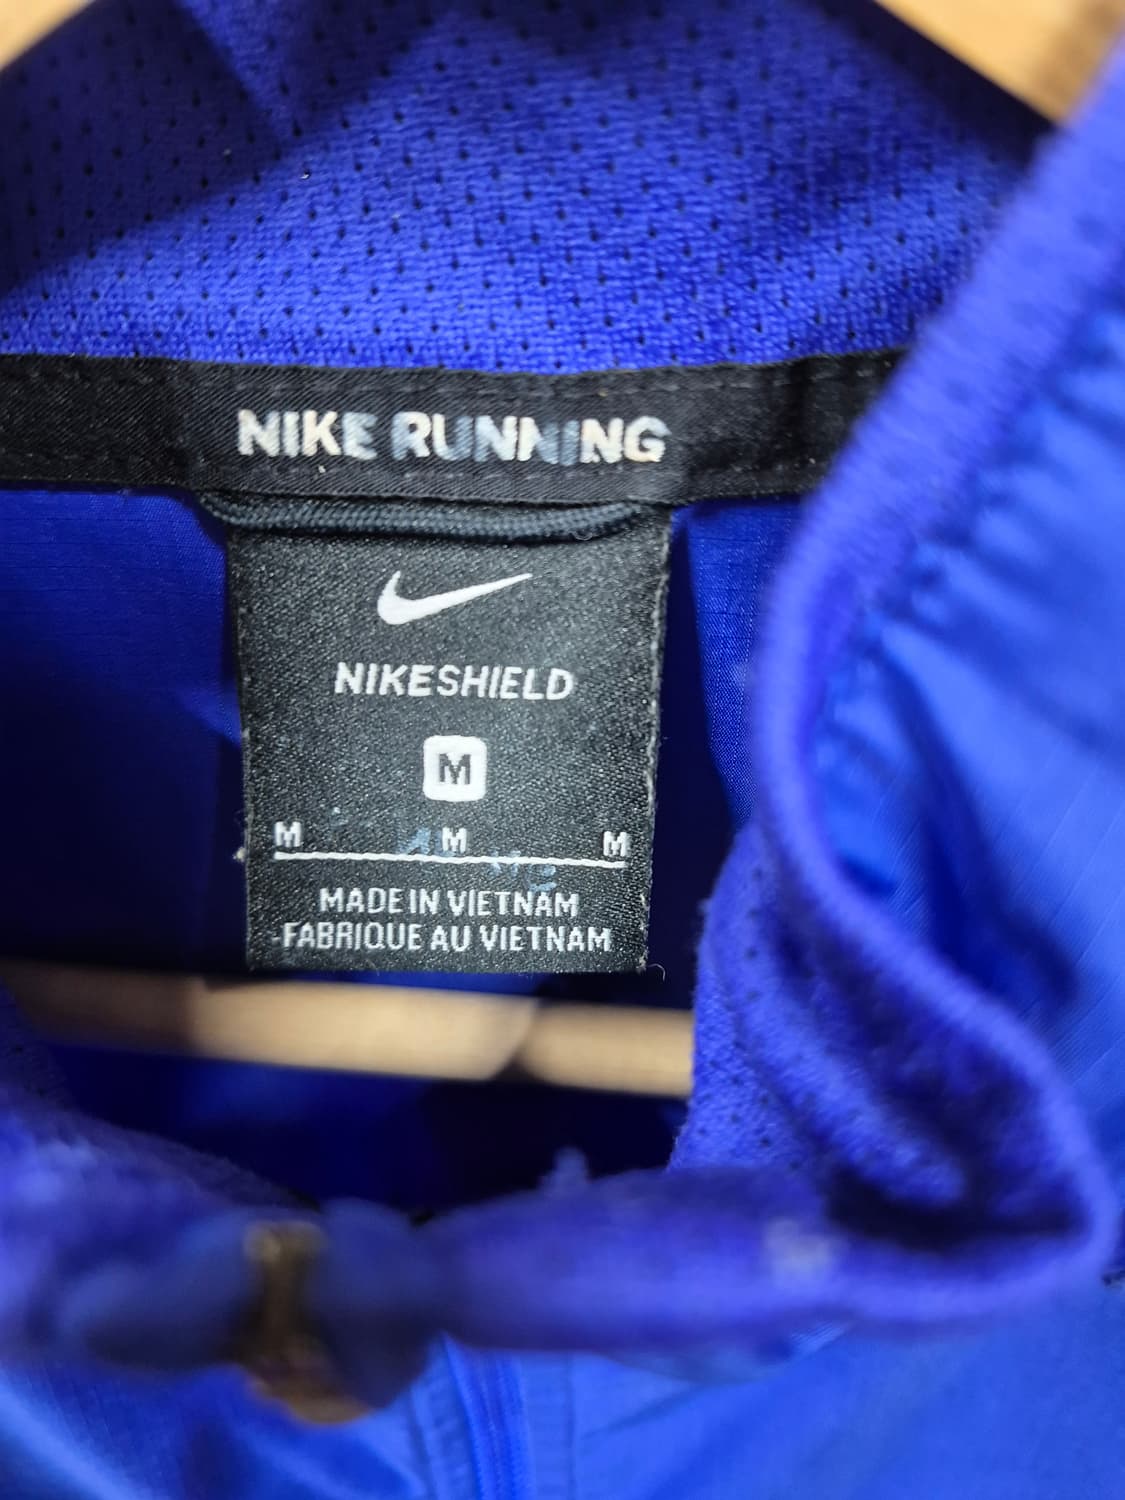 NIKE RUNNING
NIKESHIELD
M
M M M
MADE IN VIETNAM
FABRIQUE AU VIETNAM